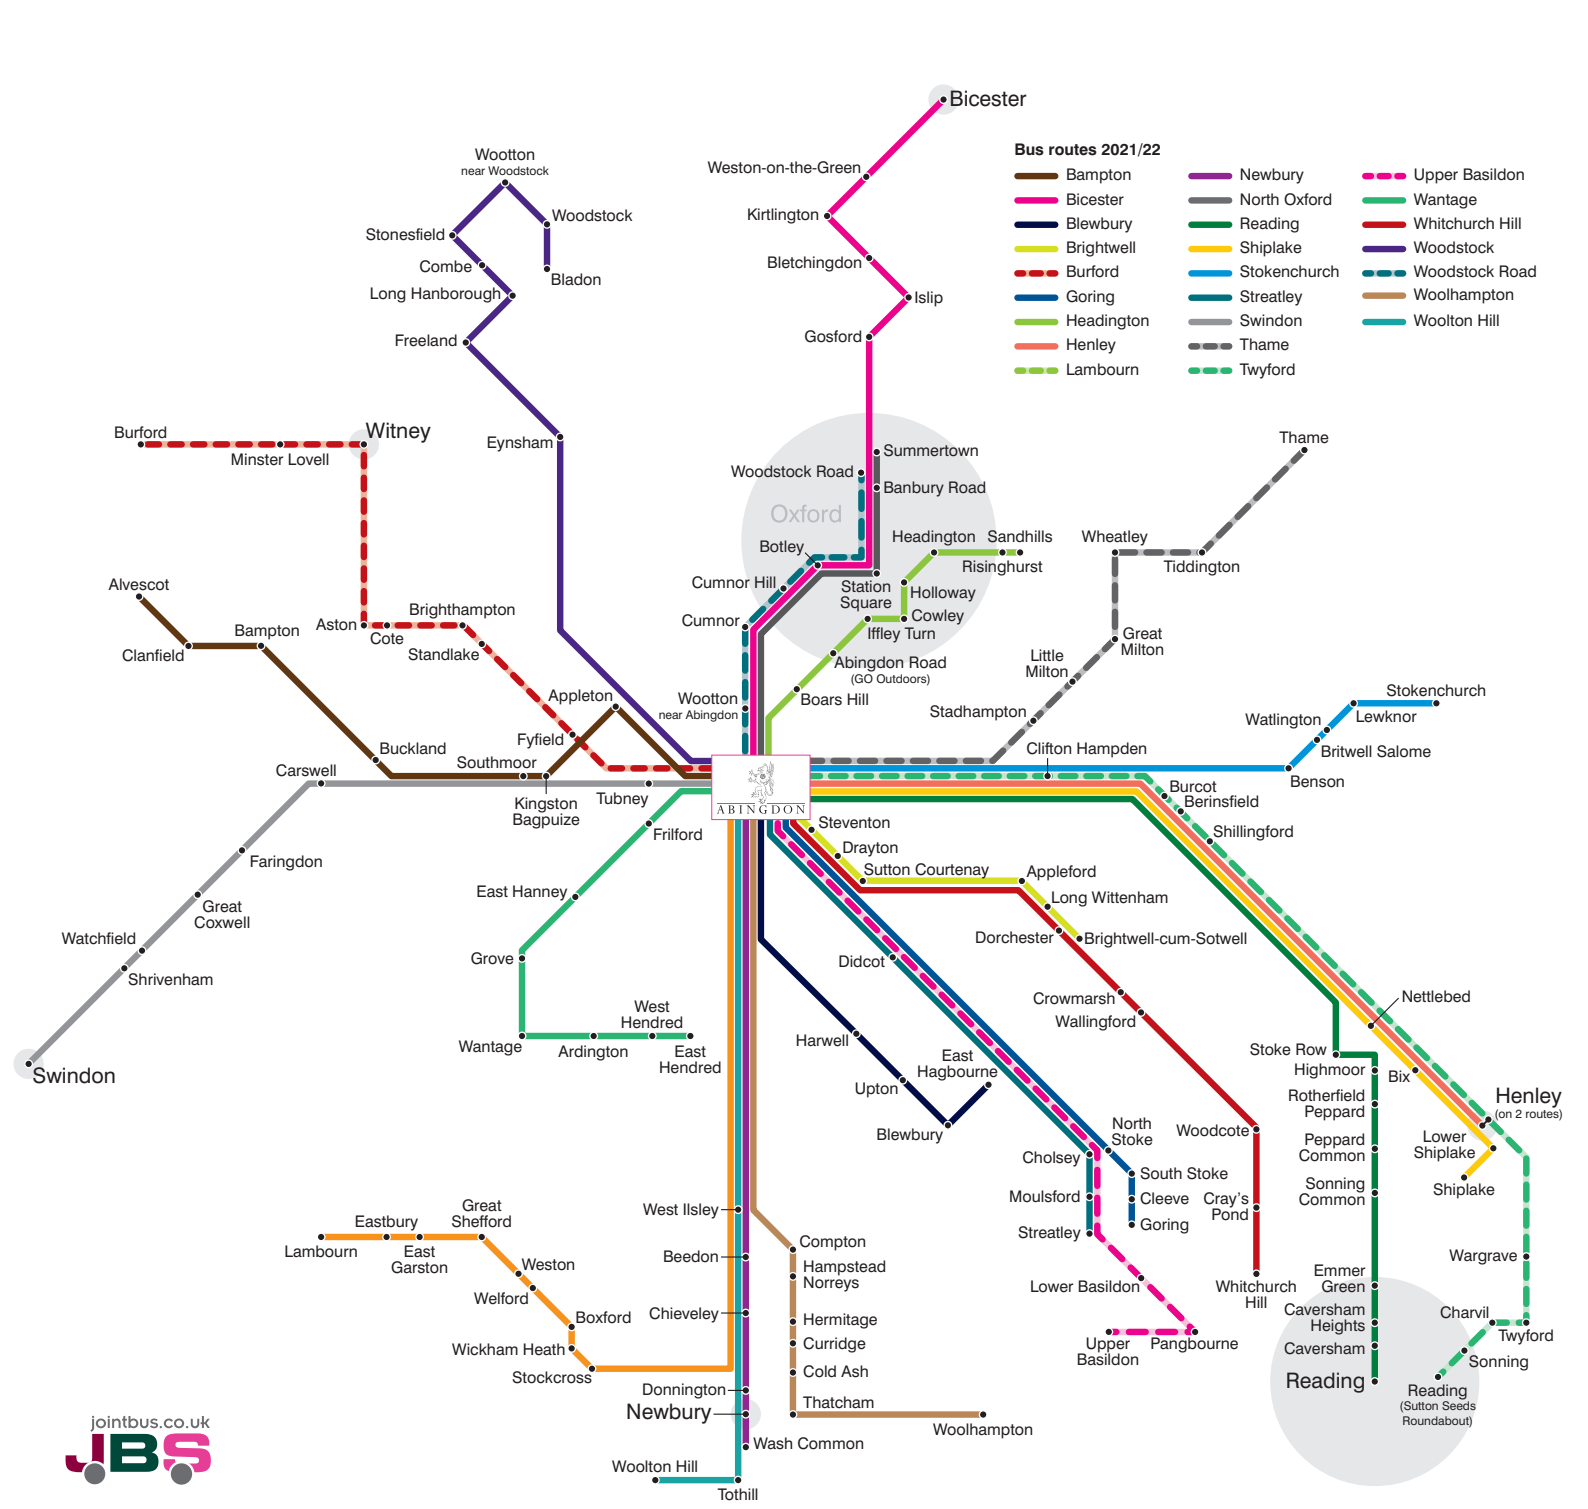 Bicester
Bus routes 2021/22
Bampton
Bicester
Blewbury
Brightwell
Burford
Goring
Headington
Henley
Lambourn
Newbury
North Oxford
Reading
Shiplake
Stokenchurch
Streatley
Swindon
Thame
Twyford
Upper Basildon
Wantage
Whitchurch Hill
Woodstock
Woodstock Road
Woolhampton
Woolton Hill
Weston-on-the-Green
Kirtlington
Bletchingdon
Islip
Gosford
Wootton
near Woodstock
Woodstock
Stonesfield
Combe
Bladon
Long Hanborough
Freeland
Eynsham
Burford
Witney
Minster Lovell
Aston
Cote
Brighthampton
Standlake
Fyfield
Alvescot
Clanfield
Bampton
Buckland
Southmoor
Kingston
Bagpuize
Appleton
Summertown
Woodstock Road
Banbury Road
Oxford
Botley
Cumnor Hill
Station
Square
Cumnor
Wootton
near Abingdon
Headington
Sandhills
Risinghurst
Holloway
Cowley
Iffley Turn
Abingdon Road
(GO Outdoors)
Boars Hill
Thame
Wheatley
Tiddington
Great
Milton
Little
Milton
Stadhampton
Stokenchurch
Lewknor
Watlington
Britwell Salome
Benson
Clifton Hampden
ABINGDON
Carswell
Tubney
Faringdon
Great
Coxwell
Watchfield
Shrivenham
Swindon
Frilford
East Hanney
Grove
Wantage
Ardington
West
Hendred
East
Hendred
Steventon
Drayton
Sutton Courtenay
Appleford
Long Wittenham
Dorchester
Brightwell-cum-Sotwell
Crowmarsh
Wallingford
Woodcote
Cray's
Pond
Whitchurch
Hill
Burcot
Berinsfield
Shillingford
Nettlebed
Stoke Row
Highmoor
Bix
Rotherfield
Peppard
Peppard
Common
Sonning
Common
Emmer
Green
Caversham
Heights
Caversham
Reading
Henley
(on 2 routes)
Lower
Shiplake
Shiplake
Wargrave
Charvil
Twyford
Sonning
Reading
(Sutton Seeds
Roundabout)
Didcot
Harwell
Upton
East
Hagbourne
Blewbury
North
Stoke
Cholsey
South Stoke
Moulsford
Cleeve
Streatley
Goring
Lower Basildon
Upper
Basildon
Pangbourne
West Ilsley
Beedon
Chieveley
Donnington
Newbury
Wash Common
Woolton Hill
Tothill
Compton
Hampstead
Norreys
Hermitage
Curridge
Cold Ash
Thatcham
Woolhampton
Lambourn
Eastbury
East
Garston
Great
Shefford
Weston
Welford
Boxford
Wickham Heath
Stockcross
jointbus.co.uk
JBS